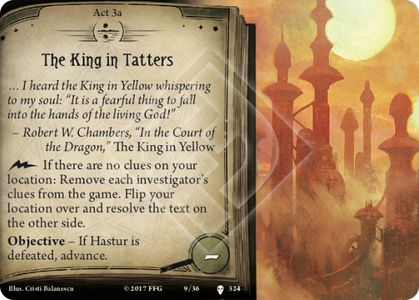 Act 3a
The King in Tatters
… I heard the King in Yellow whispering
to my soul: “It is a fearful thing to fall
into the hands of the living God!”
– Robert W. Chambers, “In the Court of
the Dragon,” The King in Yellow
If there are no clues on your
location: Remove each investigator’s
clues from the game. Flip your
location over and resolve the text on
the other side.
Objective – If Hastur is
defeated, advance.
–
Illus. Cristi Balanescu
© 2017 FFG
9/36
324